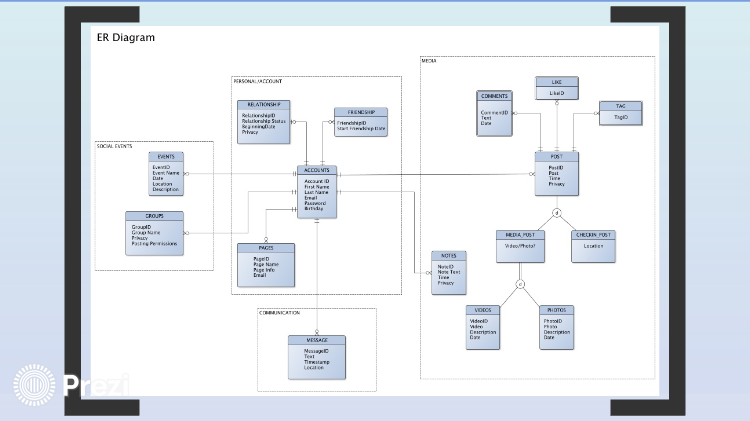 ER Diagram
MEDIA
PERSONAL/ACCOUNT
RELATIONSHIP
RelationshipID
Relationship Status
BeginningDate
Privacy
FRIENDSHIP
FriendshipID
Start Friendship Date
COMMENTS
CommentID
Text
Date
LIKE
LikeID
TAG
TagID
SOCIAL EVENTS
EVENTS
EventID
Event Name
Date
Location
Description
ACCOUNTS
Account ID
First Name
Last Name
Email
Password
Birthday
POST
PostID
Post
Time
Privacy
GROUPS
GroupID
Group Name
Privacy
Posting Permissions
d
PAGES
PageID
Page Name
Page Info
Email
NOTES
NoteID
Note Text
Time
Privacy
MEDIA_POST
Video/Photo?
CHECKIN_POST
Location
d
COMMUNICATION
MESSAGE
MessageID
Text
Timestamp
Location
VIDEOS
VideoID
Video
Description
Date
PHOTOS
PhotoID
Photo
Description
Date
Prezi